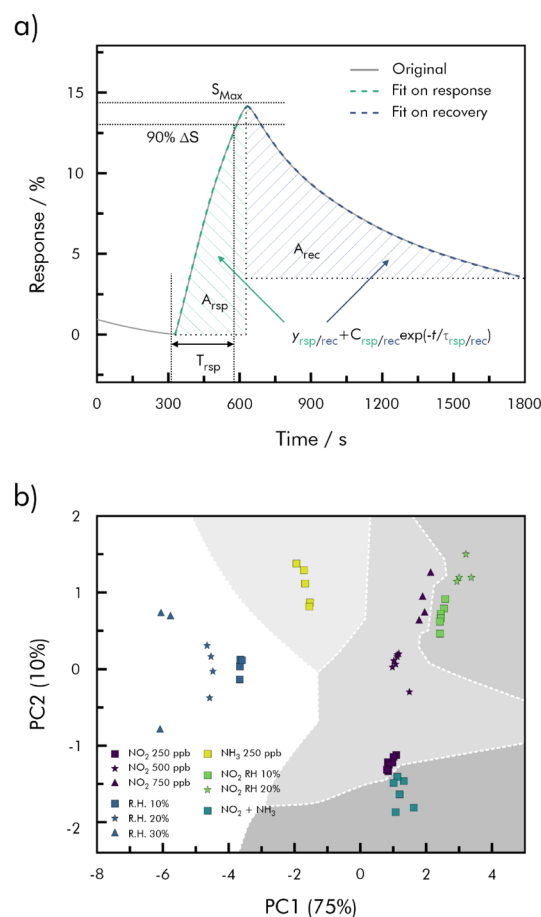 a)
Response / %
15
10
5
0
S_Max
90% ΔS
Original
Fit on response
Fit on recovery
A_rec
A_rsp
y_rsp/rec+C_rsp/rec exp(-t/τ_rsp/rec)
T_rsp
0 300 600 900 1200 1500 1800
Time / s
b)
PC2 (10%)
2
1
0
-1
-2
NO₂ 250 ppb
NO₂ 500 ppb
NO₂ 750 ppb
R.H. 10%
R.H. 20%
R.H. 30%
NH₃ 250 ppb
NO₂ RH 10%
NO₂ RH 20%
NO₂ + NH₃
-8 -6 -4 -2 0 2 4
PC1 (75%)